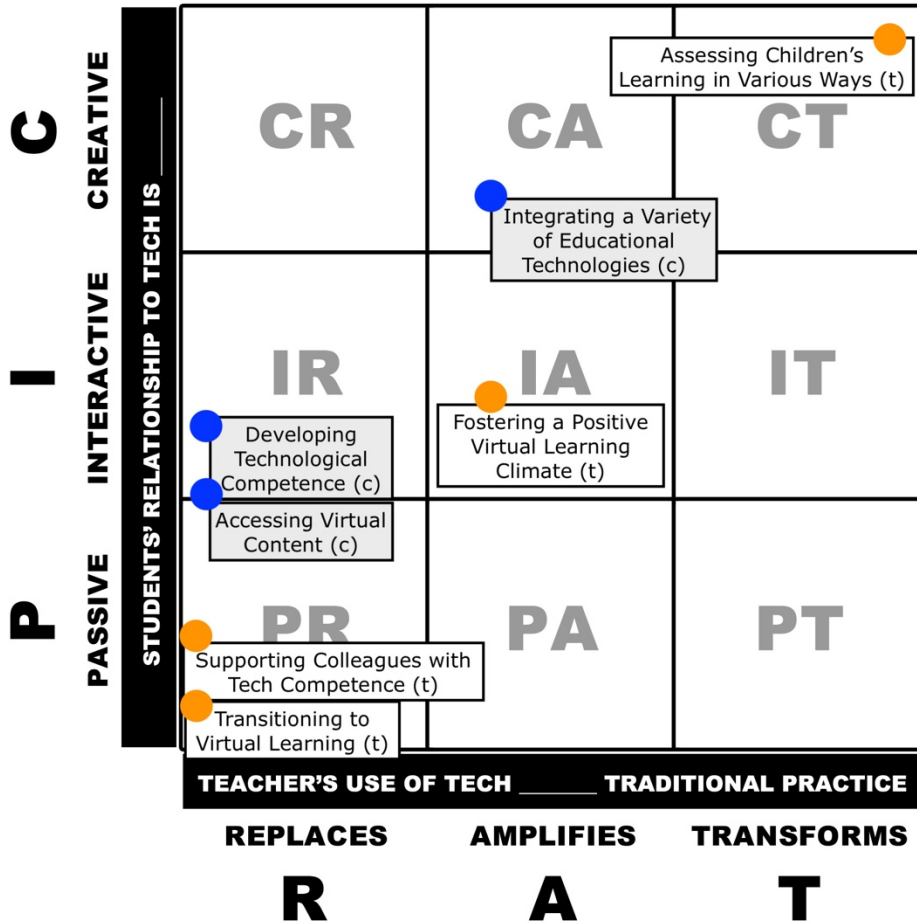 C
CREATIVE
I
INTERACTIVE
P
PASSIVE
STUDENTS' RELATIONSHIP TO TECH IS _____
CR
CA
CT
Assessing Children’s
Learning in Various Ways (t)
Integrating a Variety
of Educational
Technologies (c)
IR
IA
IT
Developing
Technological
Competence (c)
Fostering a Positive
Virtual Learning
Climate (t)
Accessing Virtual
Content (c)
PR
PA
PT
Supporting Colleagues with
Tech Competence (t)
Transitioning to
Virtual Learning (t)
TEACHER’S USE OF TECH _____ TRADITIONAL PRACTICE
REPLACES
AMPLIFIES
TRANSFORMS
R
A
T